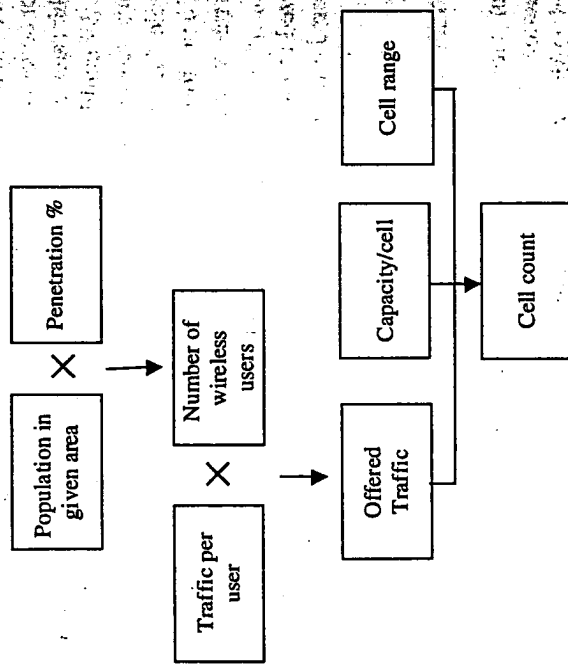 Population in
given area
×
Penetration %
Traffic per
user
×
Number of
wireless
users
Offered
Traffic
Capacity/cell
Cell range
Cell count